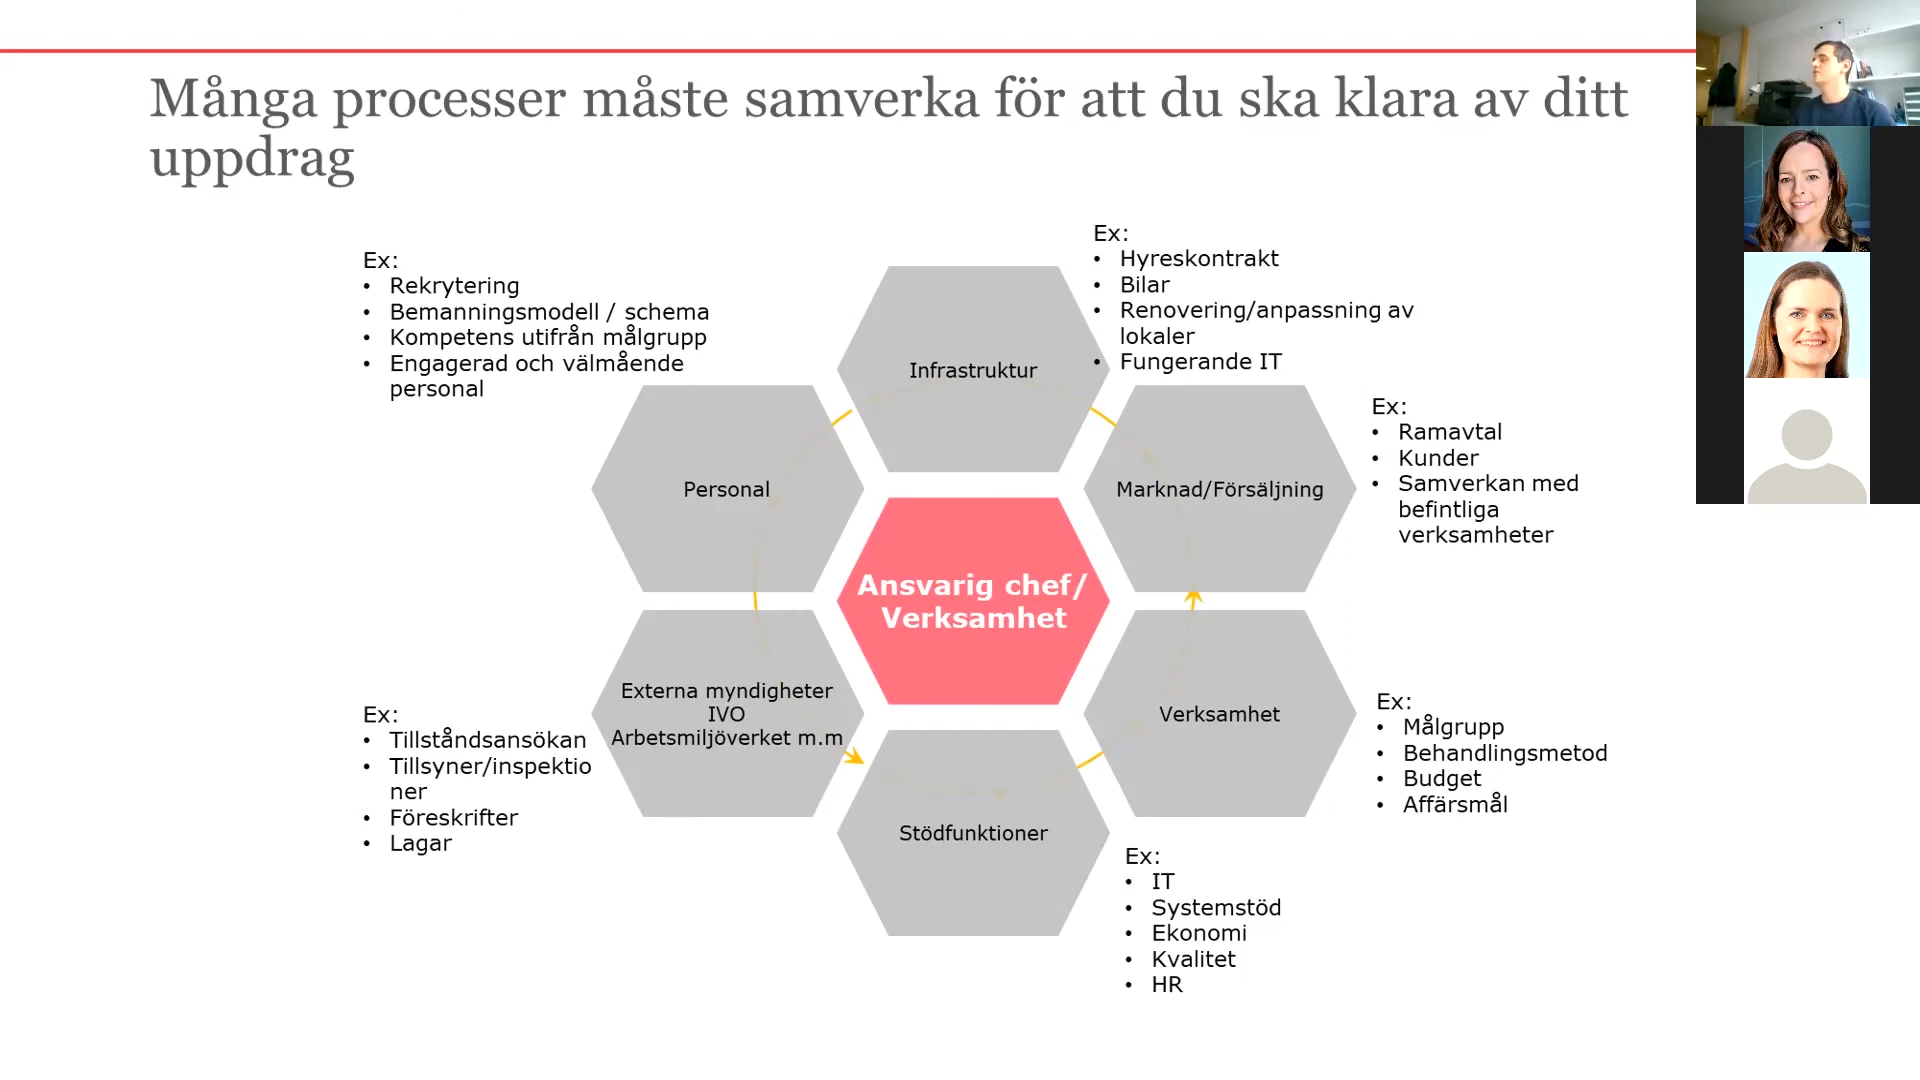 Många processer måste samverka för att du ska klara av ditt
uppdrag
Ex:
• Rekrytering
• Bemanningsmodell / schema
• Kompetens utifrån målgrupp
• Engagerad och välmående
personal
Ex:
• Hyreskontrakt
• Bilar
• Renovering/anpassning av
lokaler
• Fungerande IT
Infrastruktur
Personal
Marknad/Försäljning
Ex:
• Ramavtal
• Kunder
• Samverkan med
befintliga
verksamheter
Ansvarig chef/
Verksamhet
Externa myndigheter
IVO
Arbetsmiljöverket m.m
Verksamhet
Ex:
• Tillståndsansökan
• Tillsyner/inspektio
ner
• Föreskrifter
• Lagar
Ex:
• Målgrupp
• Behandlingsmetod
• Budget
• Affärsmål
Stödfunktioner
Ex:
• IT
• Systemstöd
• Ekonomi
• Kvalitet
• HR